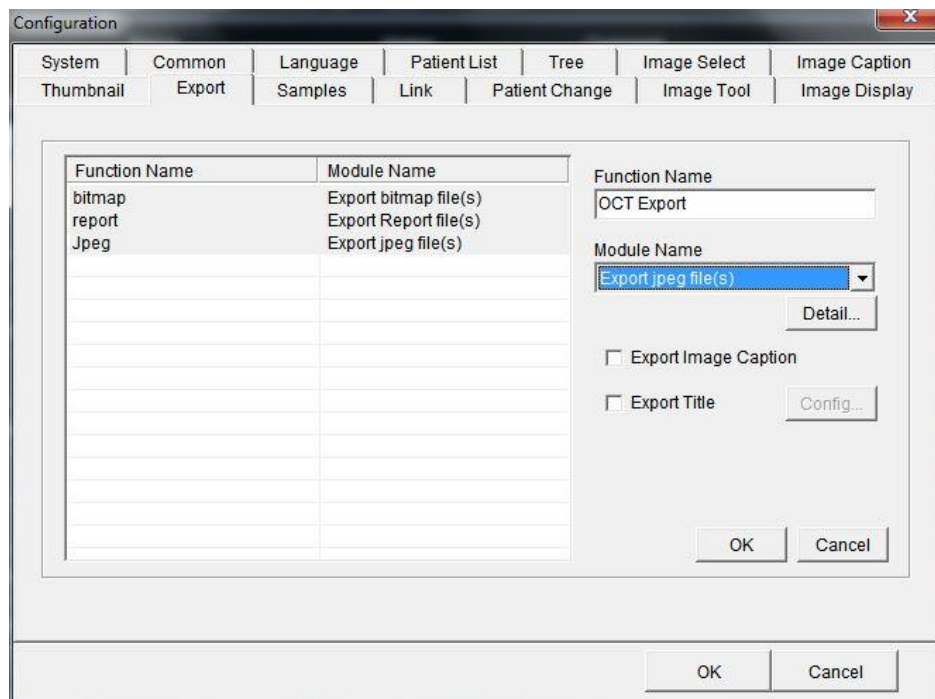 Configuration
System Common Language Patient List Tree Image Select Image Caption
Thumbnail Export Samples Link Patient Change Image Tool Image Display
Function Name Module Name
bitmap Export bitmap file(s)
report Export Report file(s)
Jpeg Export jpeg file(s)
Function Name
OCT Export
Module Name
Export jpeg file(s)
Detail...
Export Image Caption
Export Title Config...
OK Cancel
OK Cancel